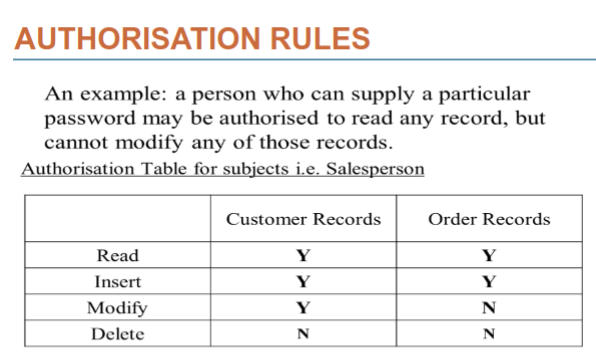 AUTHORISATION RULES
An example: a person who can supply a particular
password may be authorised to read any record, but
cannot modify any of those records.
Authorisation Table for subjects i.e. Salesperson
Customer Records Order Records
Read Y Y
Insert Y Y
Modify Y N
Delete N N